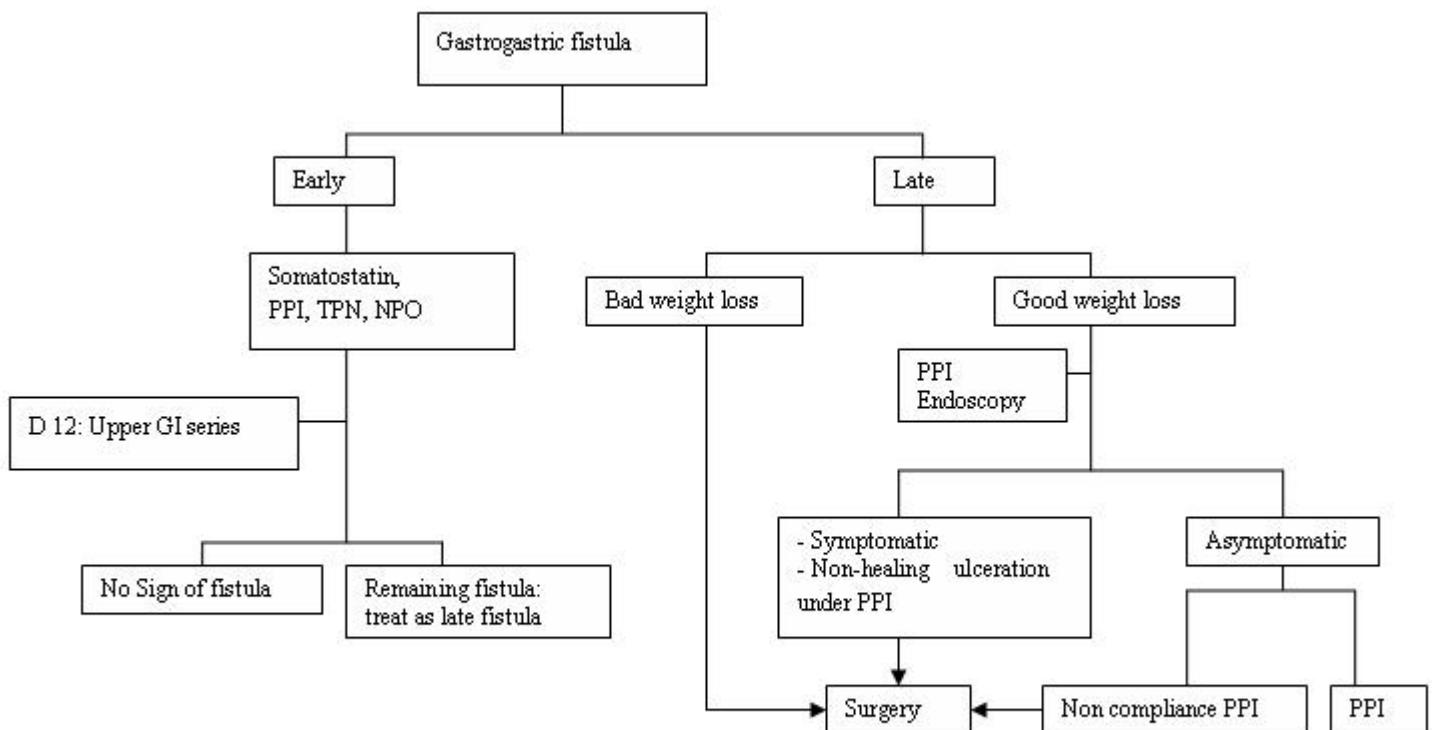 Gastrogastric fistula
Early
Late
Somatostatin,
PPI, TPN, NPO
Bad weight loss
Good weight loss
PPI
Endoscopy
D 12: Upper GI series
- Symptomatic
- Non-healing ulceration
under PPI
Asymptomatic
No Sign of fistula
Remaining fistula:
treat as late fistula
Surgery
Non compliance PPI
PPI